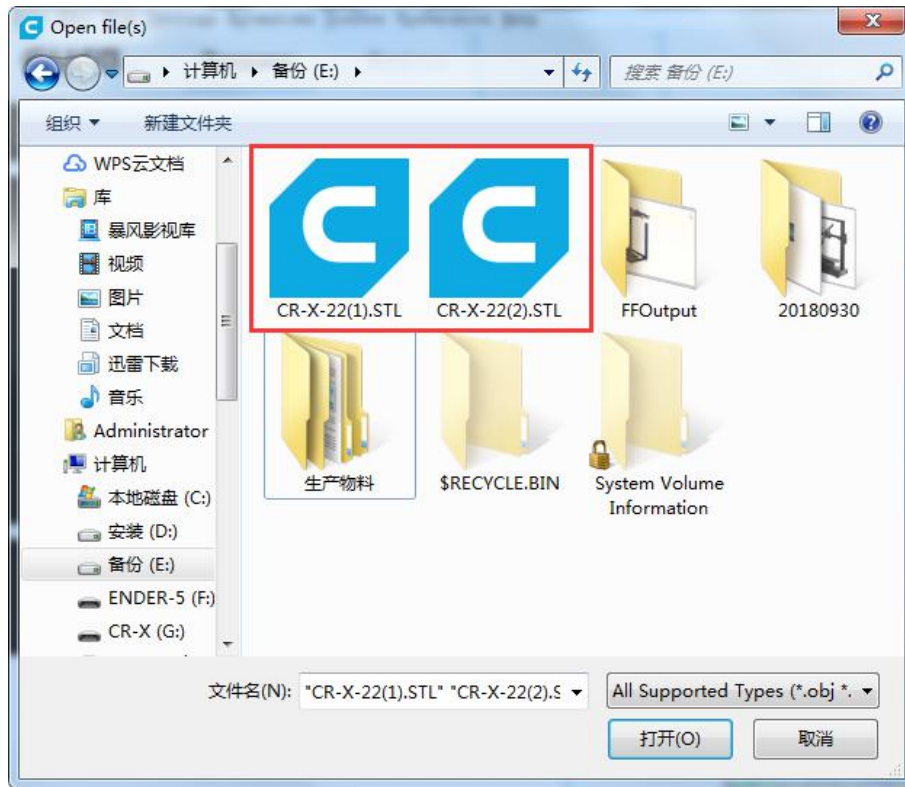 Open file(s)
计算机 备份 (E:)
搜索 备份 (E:)
组织
新建文件夹
WPS云文档
库
暴风影视库
视频
图片
文档
迅雷下载
音乐
Administrator
计算机
本地磁盘 (C:)
安装 (D:)
备份 (E:)
ENDER-5 (F:)
CR-X (G:)
CR-X-22(1).STL
CR-X-22(2).STL
FFOutput
20180930
生产物料
$RECYCLE.BIN
System Volume
Information
文件名(N): "CR-X-22(1).STL" "CR-X-22(2).S
All Supported Types (*.obj *.
打开(O)
取消